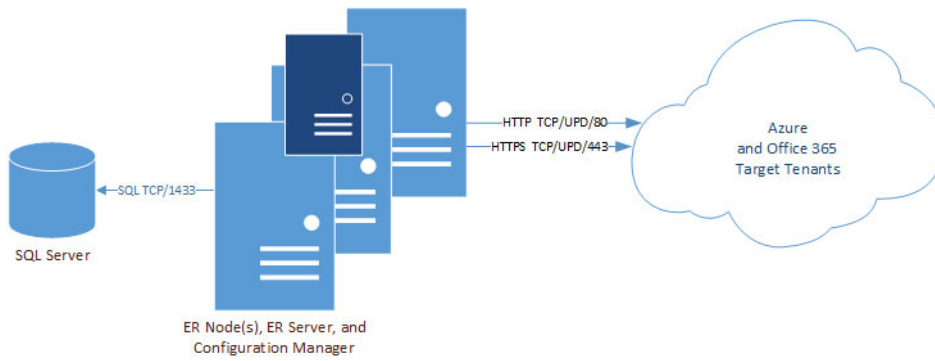 HTTP TCP/UPD/80
HTTPS TCP/UPD/443
Azure
and Office 365
Target Tenants
SQL TCP/1433
SQL Server
ER Node(s), ER Server, and
Configuration Manager